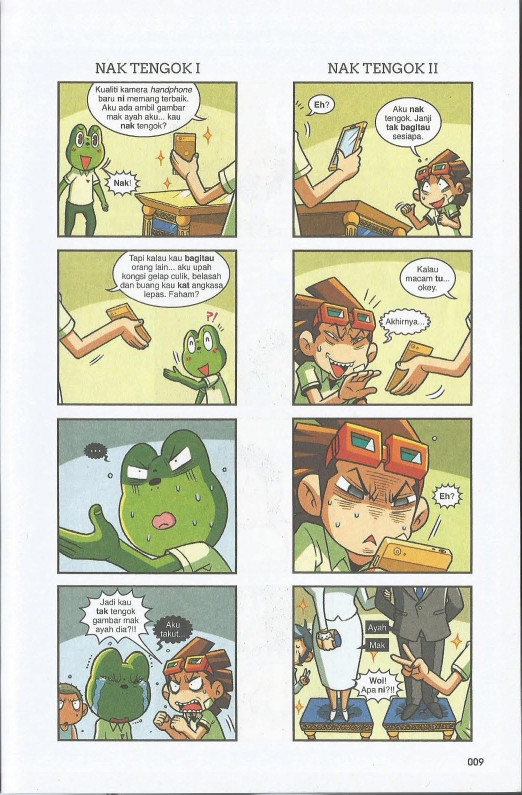 NAK TENGOK I
Kualiti kamera handphone
baru ni memang terbaik.
Aku ada ambil gambar
mak ayah aku... kau
nak tengok?
Nak!
Tapi kalau kau bagitau
orang lain... aku upah
kongsi gelap culik, belasah
dan buang kau kat angkasa
lepas. Faham?
?!
...
Jadi kau
tak tengok
gambar mak
ayah dia?!!
Aku
takut...
NAK TENGOK II
Eh?
Aku nak
tengok. Janji
tak bagitau
sesiapa.
Kalau
macam tu...
okey.
Akhirnya...
Eh?
Ayah
Mak
Woi!
Apa ni?!!
009